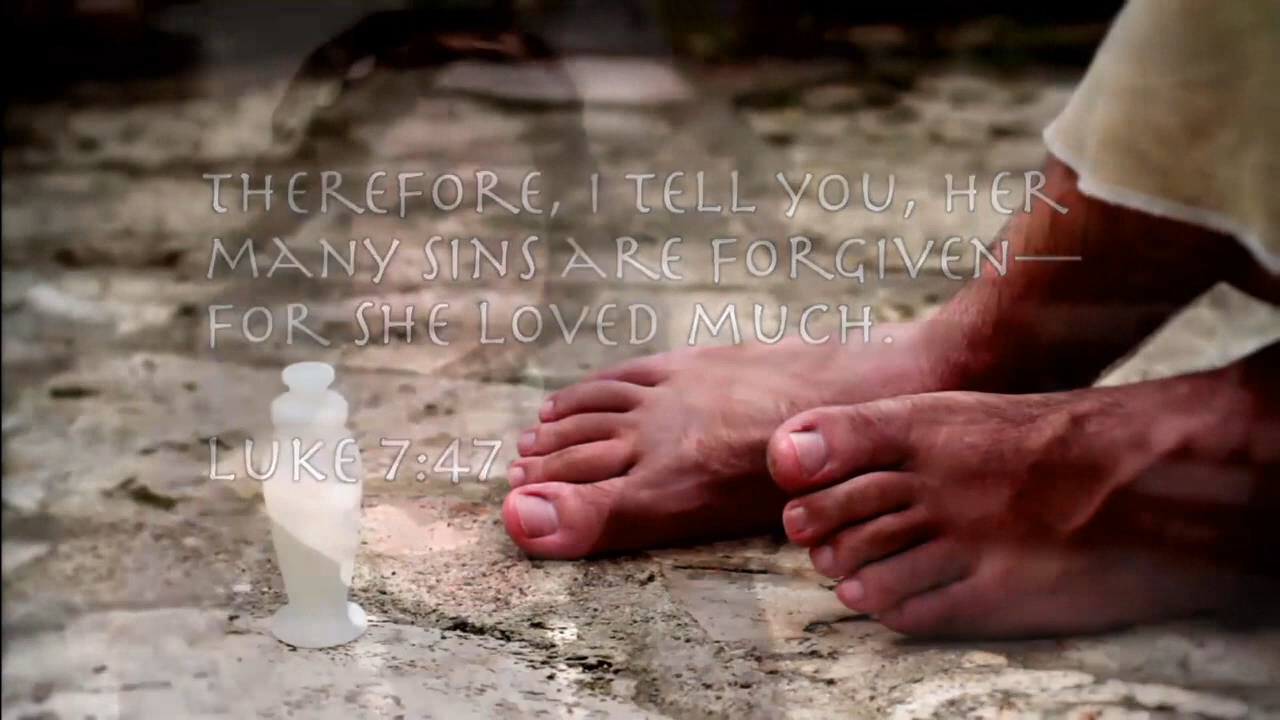 THEREFORE, I TELL YOU, HER
MANY SINS ARE FORGIVEN—
FOR SHE LOVED MUCH.
LUKE 7:47